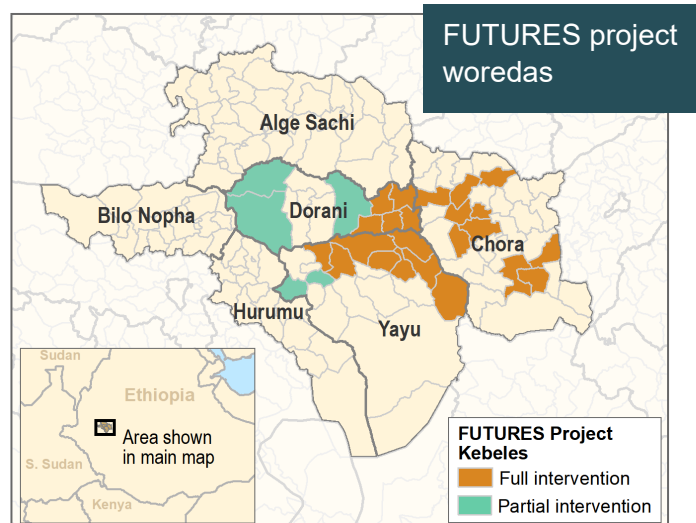 FUTURES project
woredas
Alge Sachi
Bilo Nopha
Dorani
Chora
Hurumu
Yayu
Sudan
Ethiopia
Area shown
in main map
S. Sudan
Kenya
FUTURES Project
Kebeles
Full intervention
Partial intervention